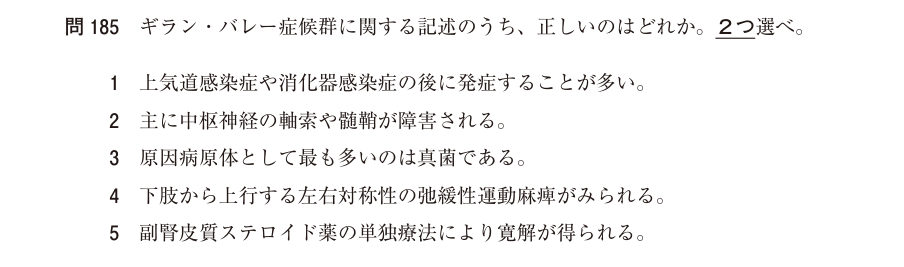 問 185 ギラン・バレー症候群に関する記述のうち、正しいのはどれか。2つ選べ。
1 上気道感染症や消化器感染症の後に発症することが多い。
2 主に中枢神経の軸索や髄鞘が障害される。
3 原因病原体として最も多いのは真菌である。
4 下肢から上行する左右対称性の弛緩性運動麻痺がみられる。
5 副腎皮質ステロイド薬の単独療法により寛解が得られる。